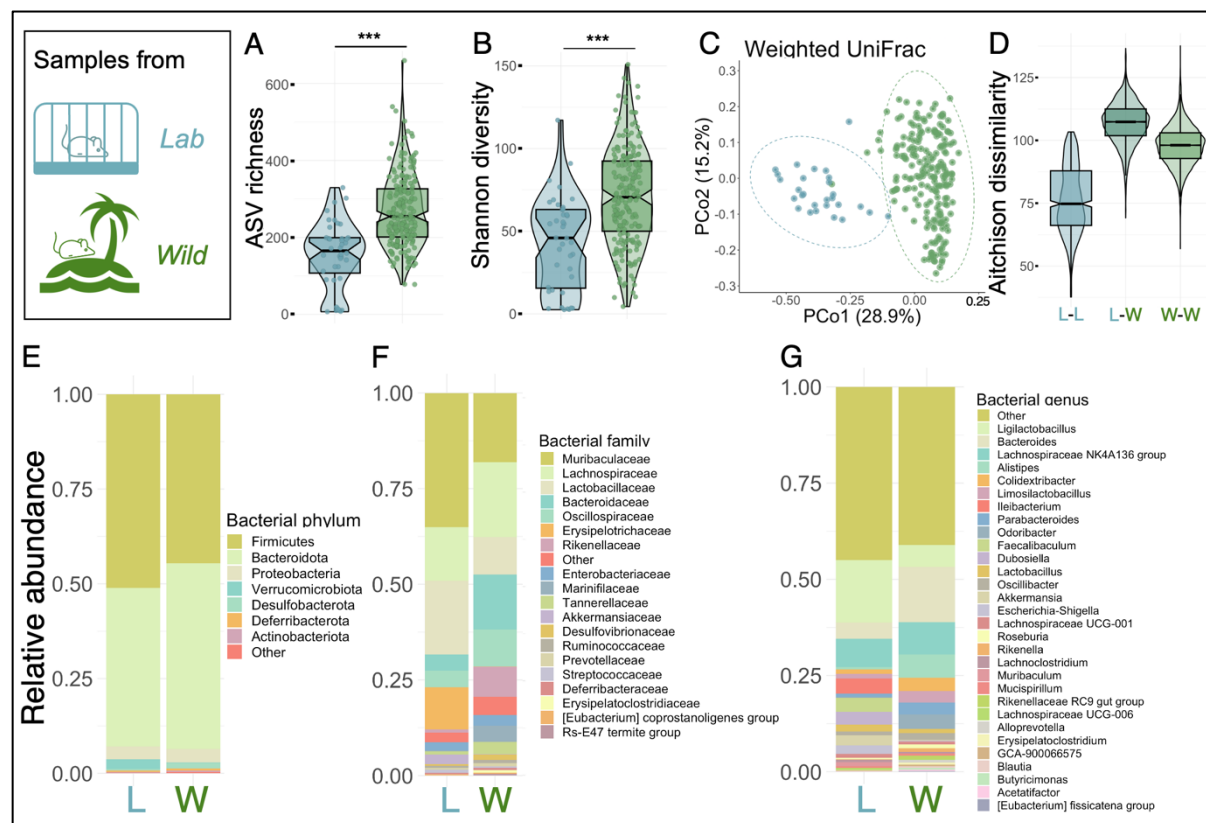 Samples from
Lab
Wild
A
***
ASV richness
600
400
200
0
B
***
Shannon diversity
150
100
50
0
C
Weighted UniFrac
PCo2 (15.2%)
0.3
0.2
0.1
0.0
-0.1
-0.2
-0.3
-0.50
-0.25
0.00
0.25
PCo1 (28.9%)
D
Aitchison dissimilarity
125
100
75
50
L-L
L-W
W-W
E
Relative abundance
1.00
0.75
0.50
0.25
0.00
L
W
Bacterial phylum
Firmicutes
Bacteroidota
Proteobacteria
Verrucomicrobiota
Desulfobacterota
Deferribacterota
Actinobacteriota
Other
F
1.00
0.75
0.50
0.25
0.00
L
W
Bacterial family
Muribaculaceae
Lachnospiraceae
Lactobacillaceae
Bacteroidaceae
Oscillospiraceae
Erysipelotrichaceae
Rikenellaceae
Other
Enterobacteriaceae
Marinifilaceae
Tannerellaceae
Akkermansiaceae
Desulfovibrionaceae
Ruminococcaceae
Prevotellaceae
Streptococcaceae
Deferribacteraceae
Erysipelatoclostridiaceae
[Eubacterium] coprostanoligenes group
Rs-E47 termite group
G
1.00
0.75
0.50
0.25
0.00
L
W
Bacterial genus
Other
Ligilactobacillus
Bacteroides
Lachnospiraceae NK4A136 group
Alistipes
Colidextribacter
Limosilactobacillus
Ileibacterium
Parabacteroides
Odoribacter
Faecalibaculum
Dubosiella
Lactobacillus
Oscillibacter
Akkermansia
Escherichia-Shigella
Lachnospiraceae UCG-001
Roseburia
Rikenella
Lachnoclostridium
Muribaculum
Mucispirillum
Rikenellaceae RC9 gut group
Lachnospiraceae UCG-006
Alloprevotella
Erysipelatoclostridium
GCA-900066575
Blautia
Butyricimonas
Acetatifactor
[Eubacterium] fissicatena group